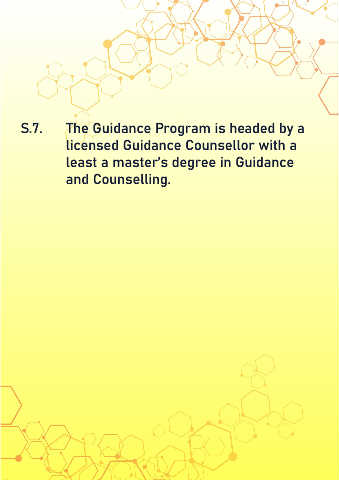 S.7. The Guidance Program is headed by a
licensed Guidance Counsellor with a
least a master's degree in Guidance
and Counselling.